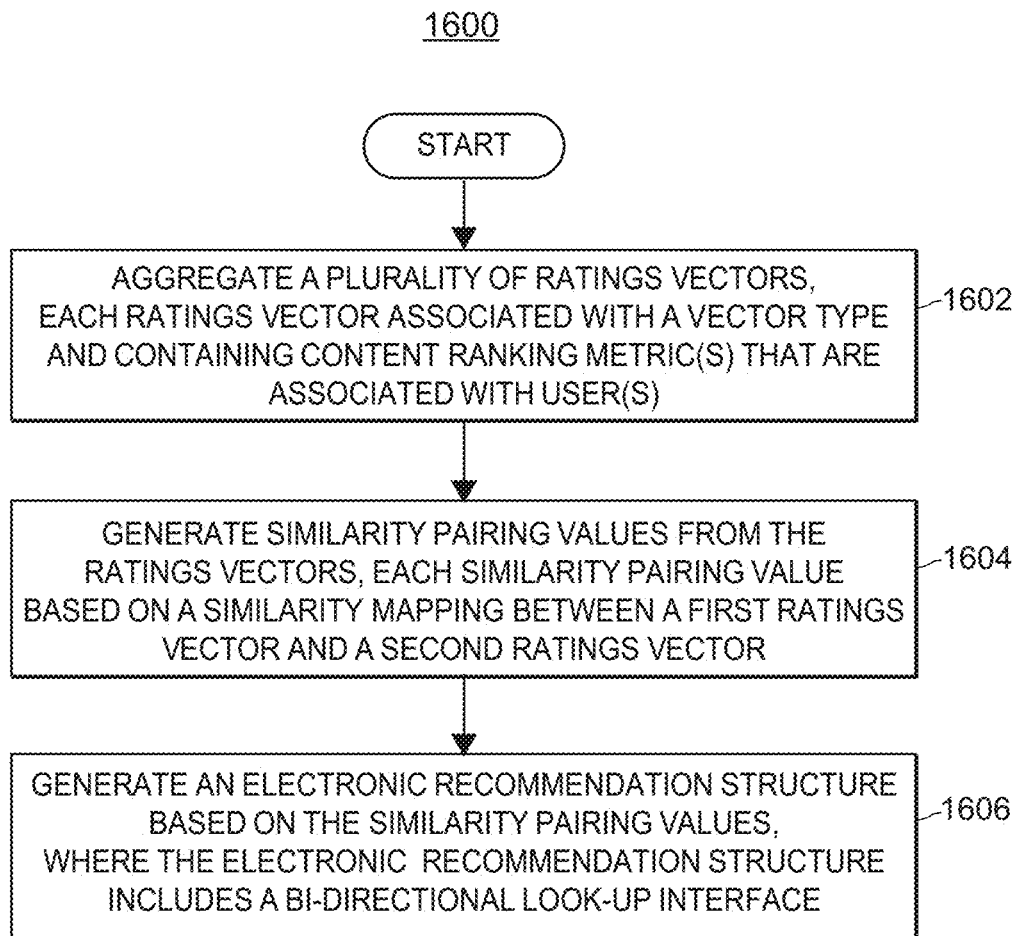 1600
START
AGGREGATE A PLURALITY OF RATINGS VECTORS,
EACH RATINGS VECTOR ASSOCIATED WITH A VECTOR TYPE
AND CONTAINING CONTENT RANKING METRIC(S) THAT ARE
ASSOCIATED WITH USER(S)
1602
GENERATE SIMILARITY PAIRING VALUES FROM THE
RATINGS VECTORS, EACH SIMILARITY PAIRING VALUE
BASED ON A SIMILARITY MAPPING BETWEEN A FIRST RATINGS
VECTOR AND A SECOND RATINGS VECTOR
1604
GENERATE AN ELECTRONIC RECOMMENDATION STRUCTURE
BASED ON THE SIMILARITY PAIRING VALUES,
WHERE THE ELECTRONIC RECOMMENDATION STRUCTURE
INCLUDES A BI-DIRECTIONAL LOOK-UP INTERFACE
1606